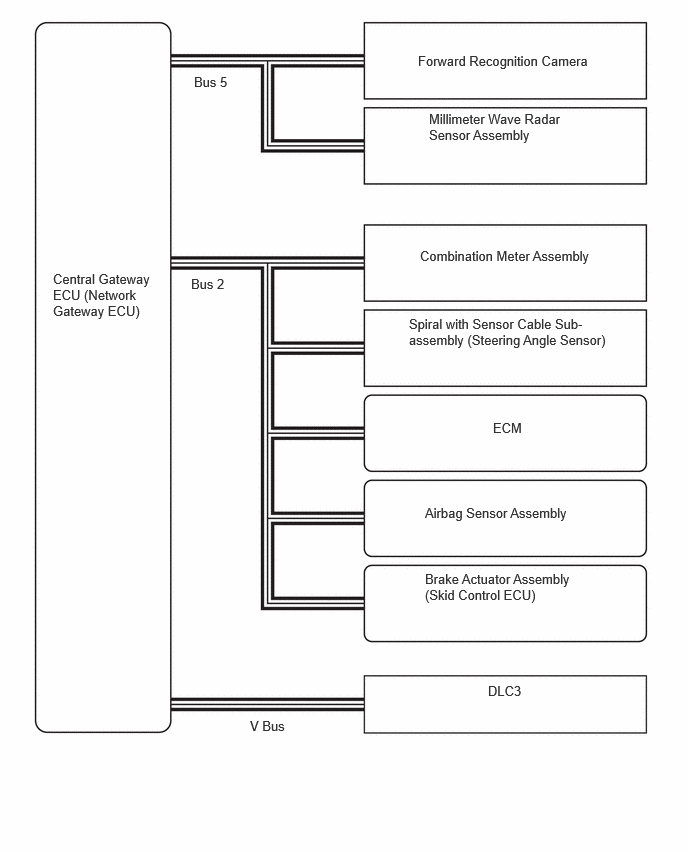 Forward Recognition Camera
Bus 5
Millimeter Wave Radar
Sensor Assembly
Combination Meter Assembly
Central Gateway
ECU (Network
Gateway ECU)
Bus 2
Spiral with Sensor Cable Sub-
assembly (Steering Angle Sensor)
ECM
Airbag Sensor Assembly
Brake Actuator Assembly
(Skid Control ECU)
DLC3
V Bus